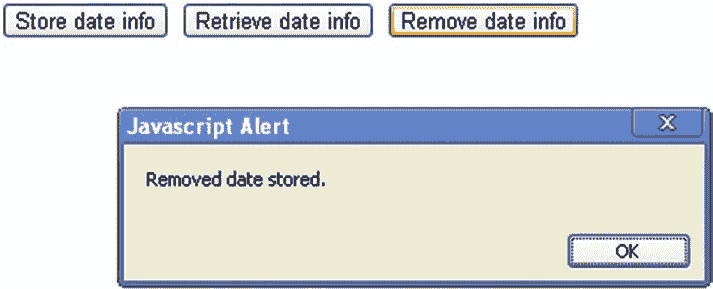 Store date info Retrieve date info Remove date info
Javascript Alert X
Removed date stored.
OK